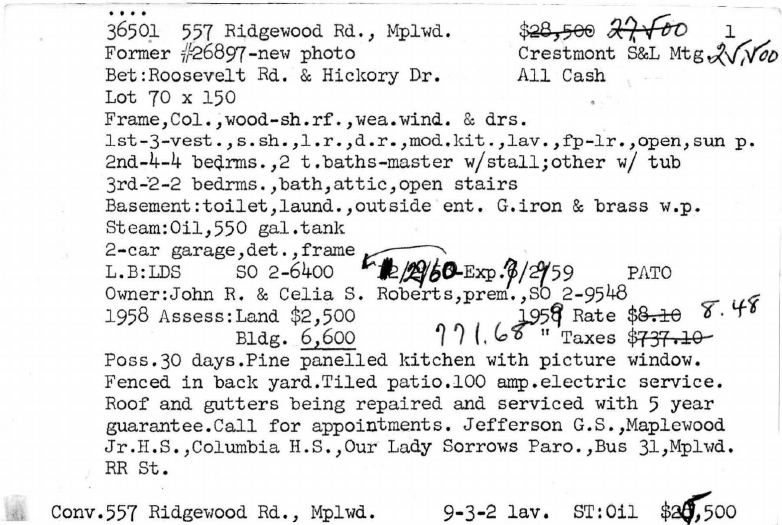 36501 557 Ridgewood Rd., Mplwd. $28,500 27,500 1
Former #26897-new photo Crestmont S&L Mtg. 25,500
Bet:Roosevelt Rd. & Hickory Dr. All Cash
Lot 70 x 150
Frame,Col.,wood-sh.rf.,wea.wind. & drs.
1st-3-vest.,s.sh.,l.r.,d.r.,mod.kit.,lav.,fp-lr.,open,sun p.
2nd-4-4 bedrms.,2 t.baths-master w/stall;other w/ tub
3rd-2-2 bedrms.,bath,attic,open stairs
Basement:toilet,laund.,outside ent. G.iron & brass w.p.
Steam:Oil,550 gal.tank
2-car garage,det.,frame
L.B:LDS SO 2-6400 Exp. /59 PATO
Owner:John R. & Celia S. Roberts,prem.,SO 2-9548
1958 Assess:Land $2,500 1959 Rate $8.10 8.48
Bldg. 6,600 771.68 " Taxes $737.10
Poss.30 days.Pine panelled kitchen with picture window.
Fenced in back yard.Tiled patio.100 amp.electric service.
Roof and gutters being repaired and serviced with 5 year
guarantee.Call for appointments. Jefferson G.S.,Maplewood
Jr.H.S.,Columbia H.S.,Our Lady Sorrows Paro.,Bus 31,Mplwd.
RR St.
Conv.557 Ridgewood Rd., Mplwd. 9-3-2 lav. ST:Oil